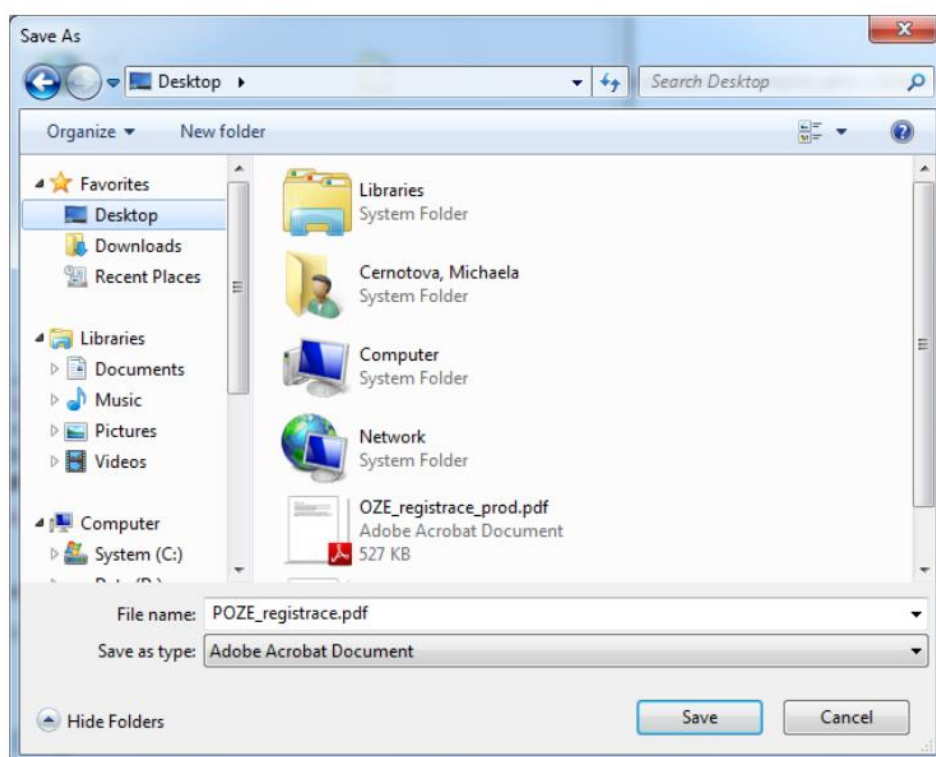 Save As
Desktop
Search Desktop
Organize
New folder
Favorites
Desktop
Downloads
Recent Places
Libraries
Documents
Music
Pictures
Videos
Computer
System (C:)
Libraries
System Folder
Cernotova, Michaela
System Folder
Computer
System Folder
Network
System Folder
OZE_registrace_prod.pdf
Adobe Acrobat Document
527 KB
File name: POZE_registrace.pdf
Save as type: Adobe Acrobat Document
Hide Folders
Save
Cancel